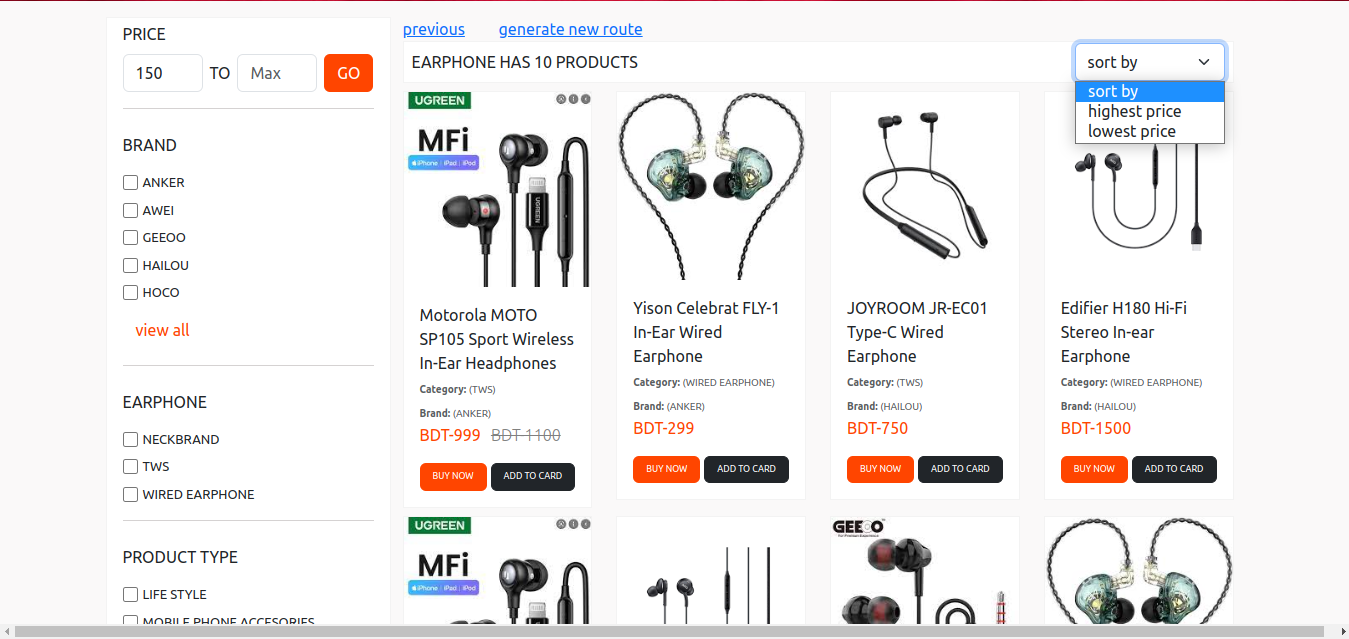 PRICE
150 TO Max GO
BRAND
ANKER
AWEI
GEEOO
HAILOU
HOCO
view all
EARPHONE
NECKBRAND
TWS
WIRED EARPHONE
PRODUCT TYPE
LIFE STYLE
MOBILE PHONE ACCESORIES
previous generate new route
EARPHONE HAS 10 PRODUCTS
sort by
sort by
highest price
lowest price
UGREEN
MFi
iPhone | iPad | iPod
UGREEN
Motorola MOTO
SP105 Sport Wireless
In-Ear Headphones
Category: (TWS)
Brand: (ANKER)
BDT-999 BDT-1100
BUY NOW ADD TO CARD
Yison Celebrat FLY-1
In-Ear Wired
Earphone
Category: (WIRED EARPHONE)
Brand: (ANKER)
BDT-299
BUY NOW ADD TO CARD
JOYROOM JR-EC01
Type-C Wired
Earphone
Category: (TWS)
Brand: (HAILOU)
BDT-750
BUY NOW ADD TO CARD
Edifier H180 Hi-Fi
Stereo In-ear
Earphone
Category: (WIRED EARPHONE)
Brand: (HAILOU)
BDT-1500
BUY NOW ADD TO CARD
UGREEN
MFi
iPhone | iPad | iPod
GEEOO